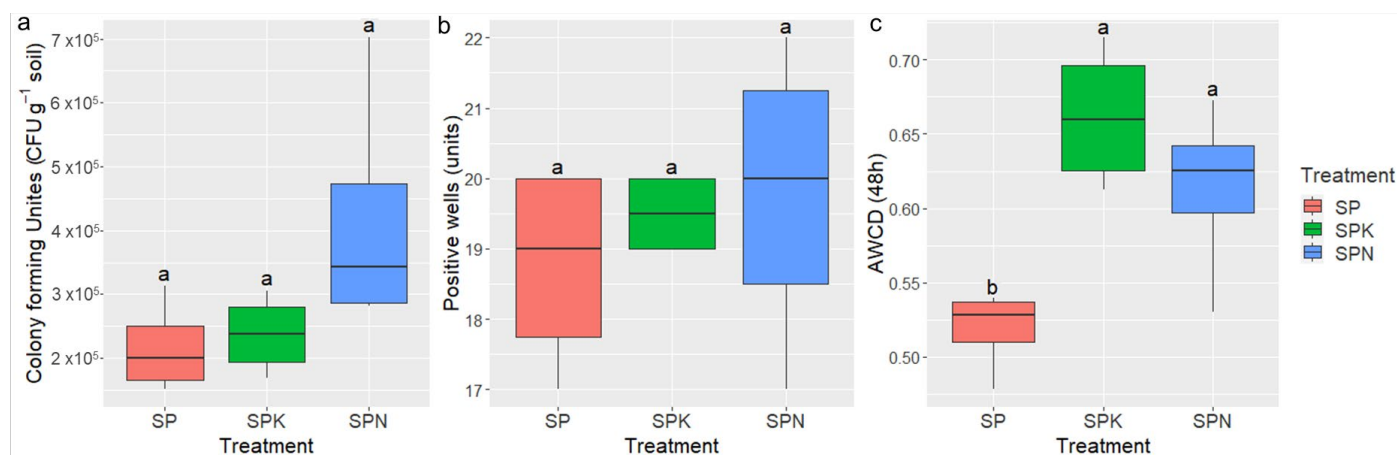 a
Colony forming Unites (CFU g⁻¹ soil)
7 x10⁵
6 x10⁵
5 x10⁵
4 x10⁵
3 x10⁵
2 x10⁵
a
a
a
SP
SPK
SPN
Treatment
b
Positive wells (units)
22
21
20
19
18
17
a
a
a
SP
SPK
SPN
Treatment
c
AWCD (48h)
0.70
0.65
0.60
0.55
0.50
b
a
a
SP
SPK
SPN
Treatment
Treatment
SP
SPK
SPN